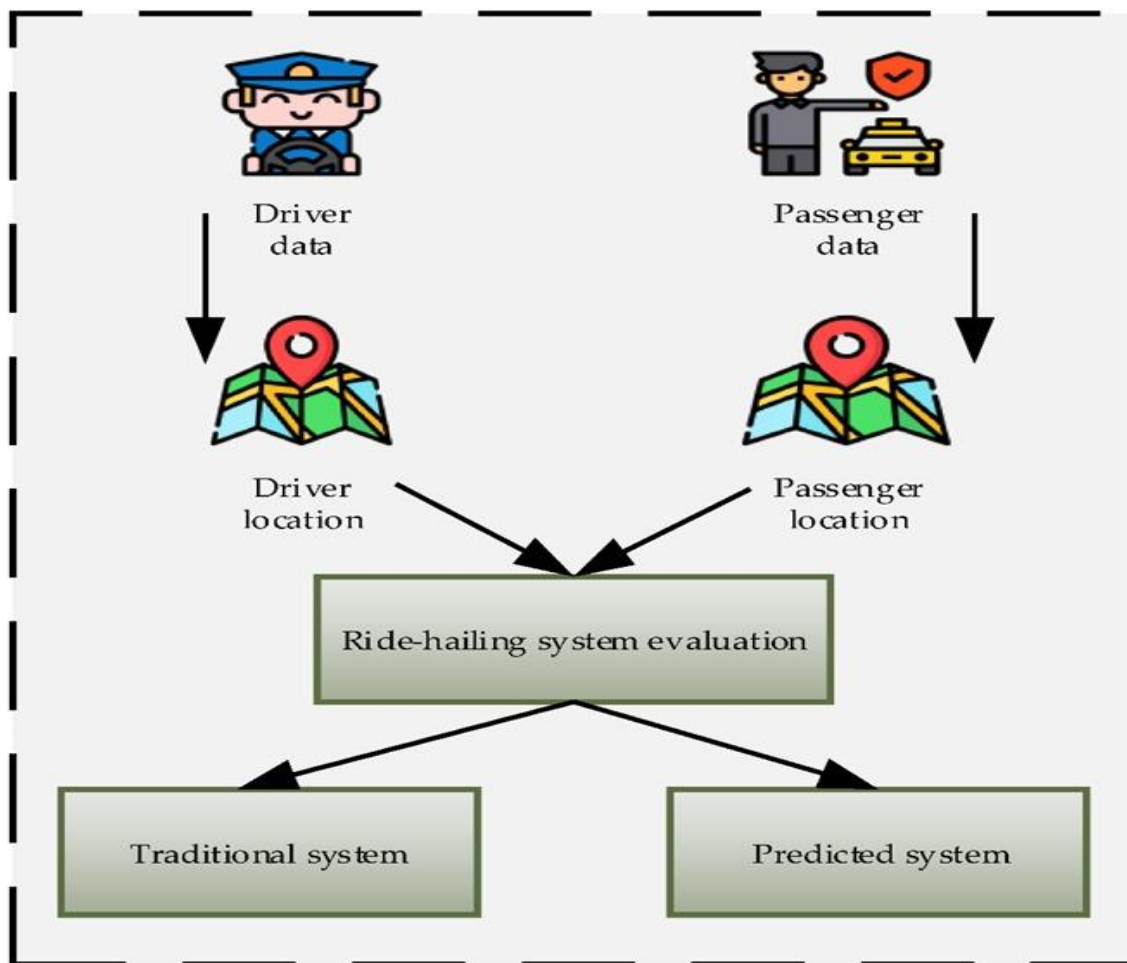 Driver
data
Passenger
data
Driver
location
Passenger
location
Ride-hailing system evaluation
Traditional system
Predicted system